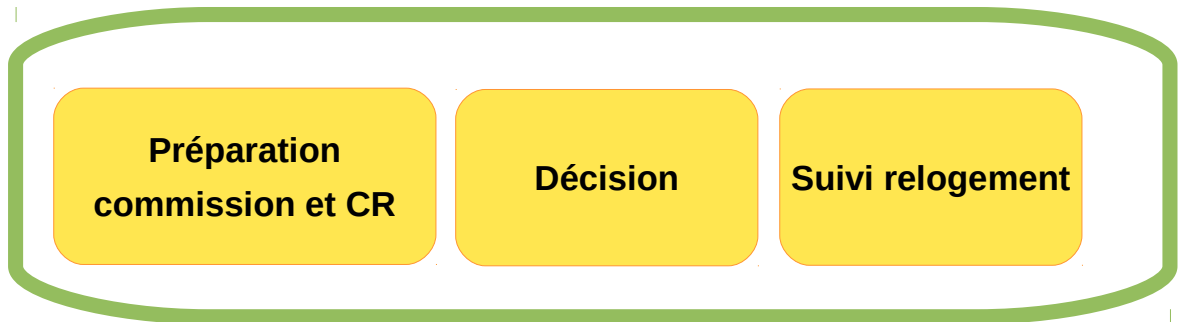 Préparation
commission et CR
Décision
Suivi relogement